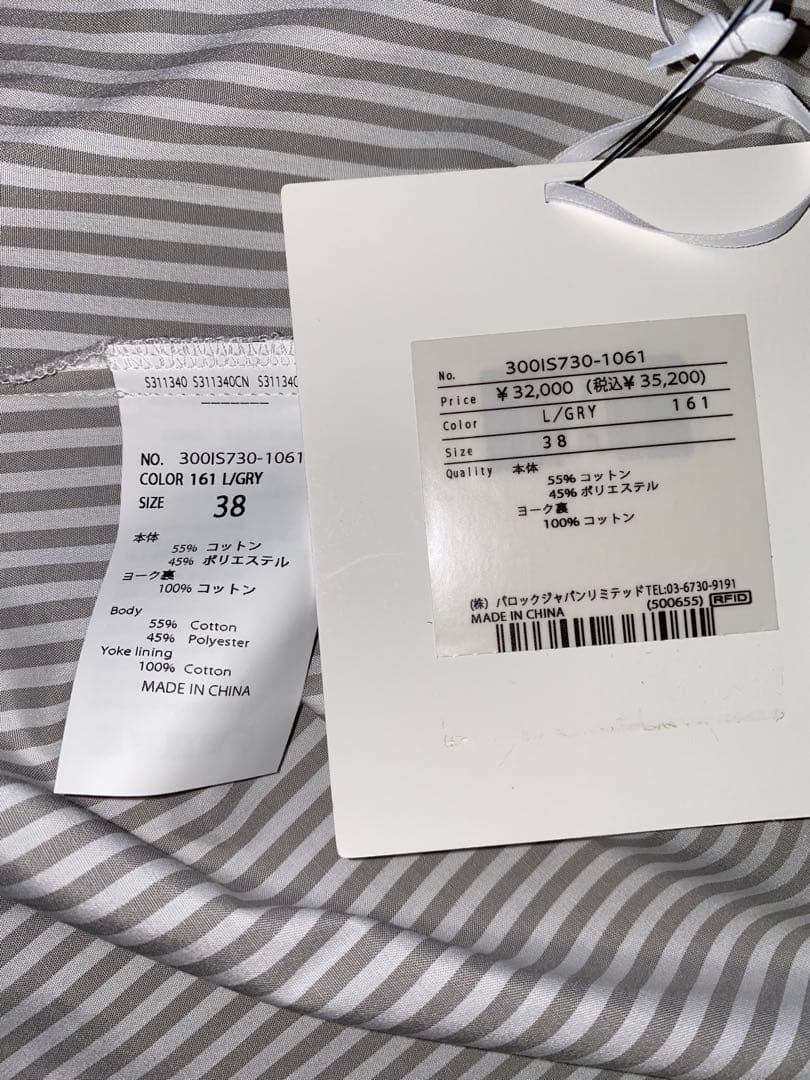 S311340 S311340CN S311340
NO. 300IS730-1061
COLOR 161 L/GRY
SIZE 38
本体
55% コットン
45% ポリエステル
ヨーク裏
100% コットン
Body
55% Cotton
45% Polyester
Yoke lining
100% Cotton
MADE IN CHINA
No. 300IS730-1061
Price ¥32,000 (税込¥35,200)
Color L/GRY 161
Size 38
Quality 本体
55% コットン
45% ポリエステル
ヨーク裏
100% コットン
(株) バロックジャパンリミテッド TEL:03-6730-9191
MADE IN CHINA (500655) RFID